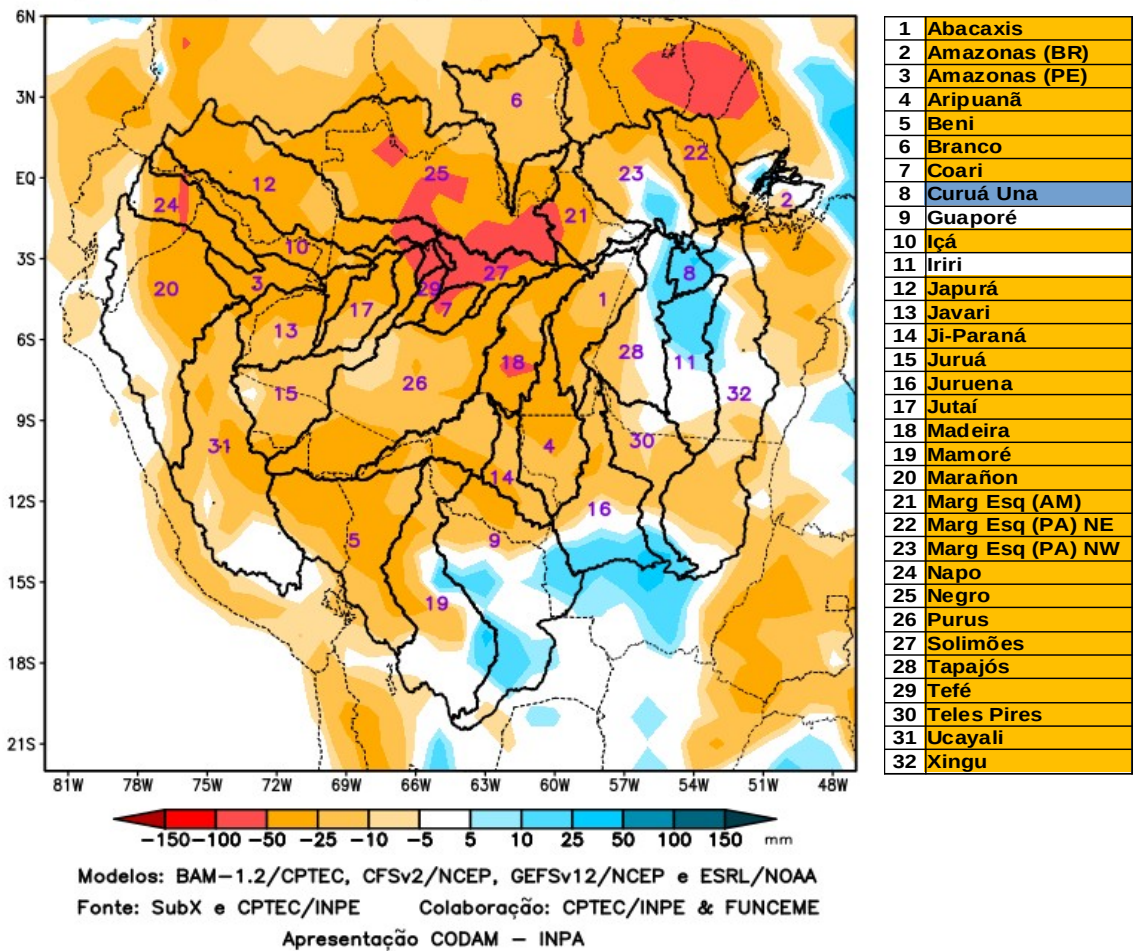 6N
3N
EQ
3S
6S
9S
12S
15S
18S
21S
81W 78W 75W 72W 69W 66W 63W 60W 57W 54W 51W 48W
6
25
12
23
22
24
2
21
10
27
8
20
3
29
7
1
17
13
18
28
11
26
15
32
31
4
30
14
16
5
9
19
-150 -100 -50 -25 -10 -5 5 10 25 50 100 150 mm
Modelos: BAM-1.2/CPTEC, CFSv2/NCEP, GEFSv12/NCEP e ESRL/NOAA
Fonte: SubX e CPTEC/INPE Colaboração: CPTEC/INPE & FUNCEME
Apresentação CODAM - INPA
1 Abacaxis
2 Amazonas (BR)
3 Amazonas (PE)
4 Aripuanã
5 Beni
6 Branco
7 Coari
8 Curuá Una
9 Guaporé
10 Içá
11 Iriri
12 Japurá
13 Javari
14 Ji-Paraná
15 Juruá
16 Juruena
17 Jutaí
18 Madeira
19 Mamoré
20 Marañon
21 Marg Esq (AM)
22 Marg Esq (PA) NE
23 Marg Esq (PA) NW
24 Napo
25 Negro
26 Purus
27 Solimões
28 Tapajós
29 Tefé
30 Teles Pires
31 Ucayali
32 Xingu